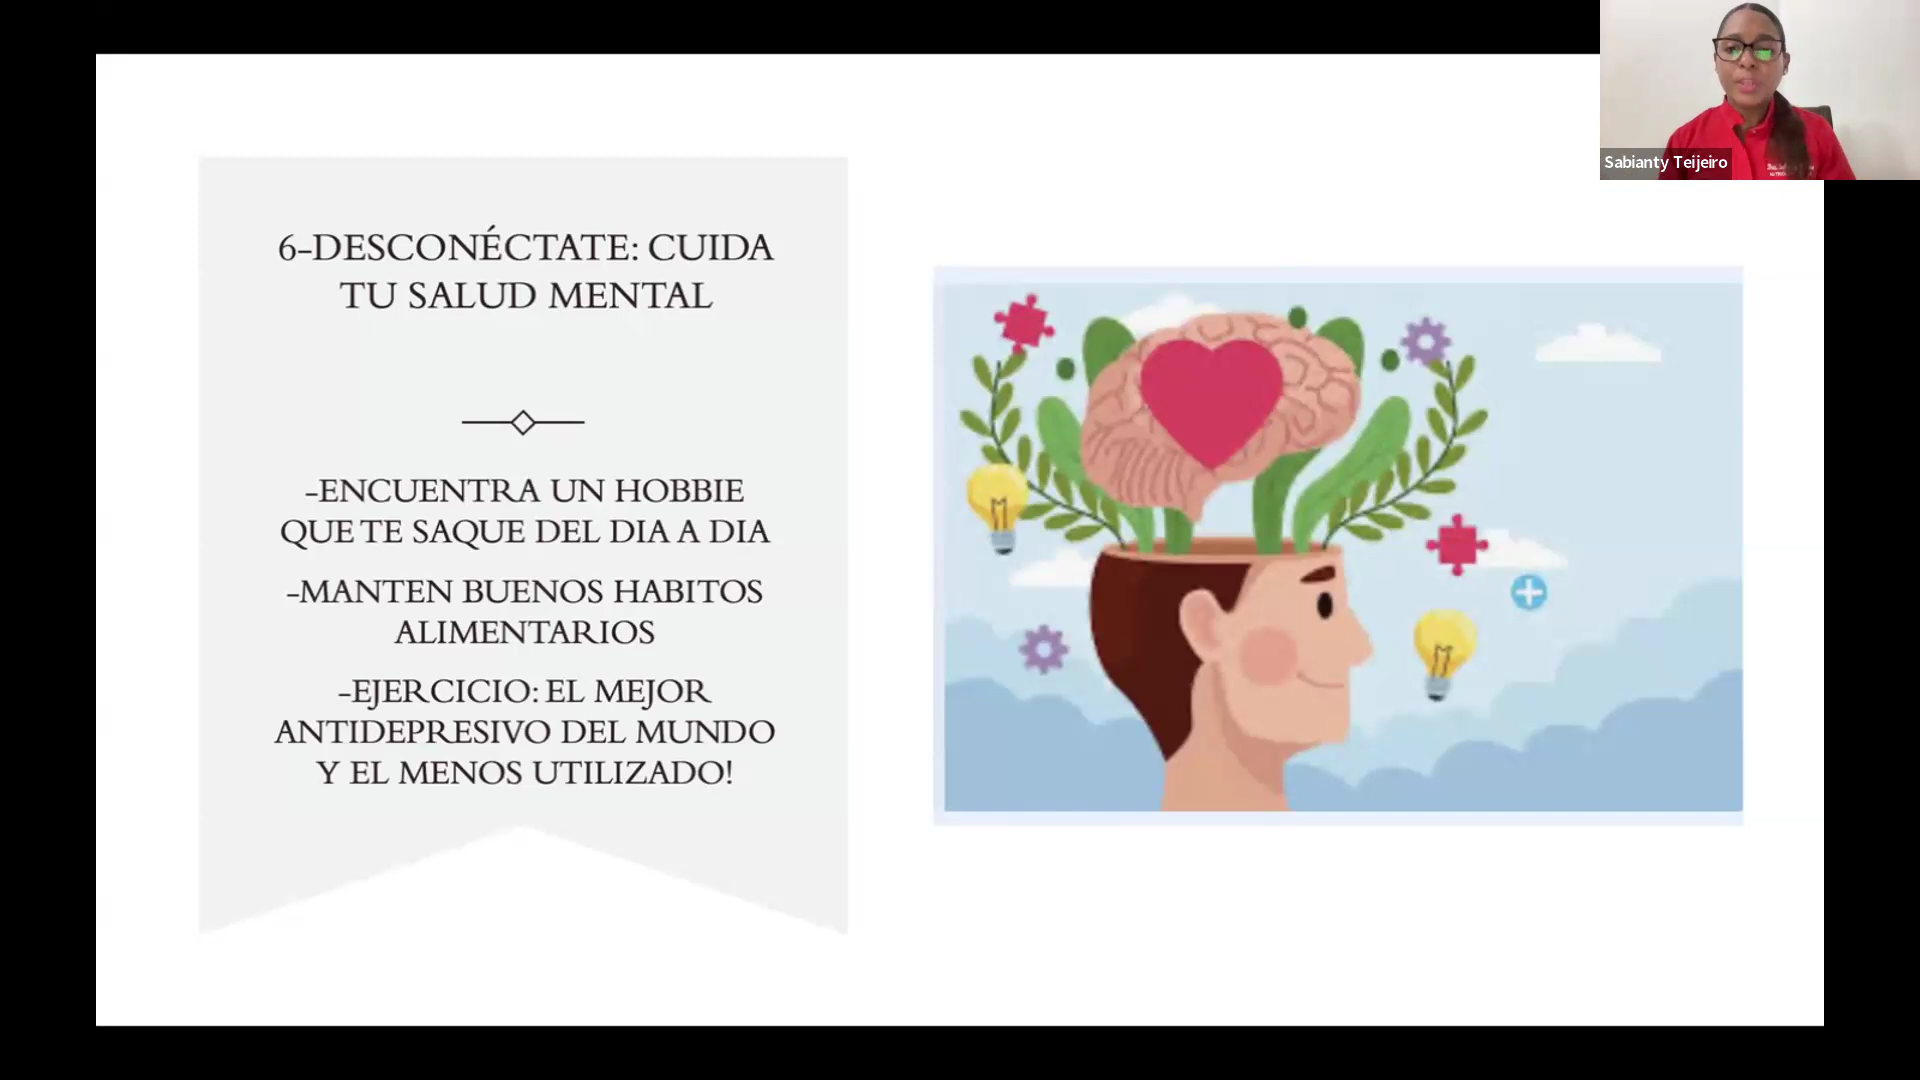 Sabianty Teijeiro
6-DESCONÉCTATE: CUIDA
TU SALUD MENTAL
-ENCUENTRA UN HOBBIE
QUE TE SAQUE DEL DIA A DIA
-MANTEN BUENOS HABITOS
ALIMENTARIOS
-EJERCICIO: EL MEJOR
ANTIDEPRESIVO DEL MUNDO
Y EL MENOS UTILIZADO!